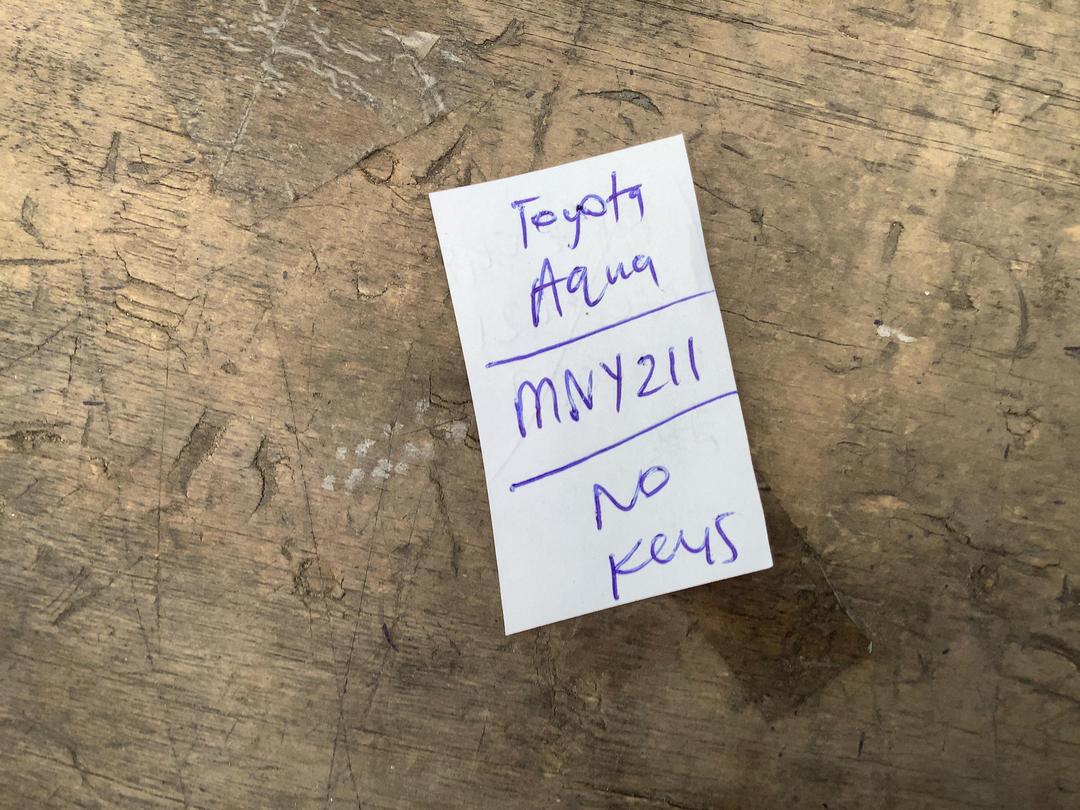 Toyota
Aqua
MNY211
NO
Keys